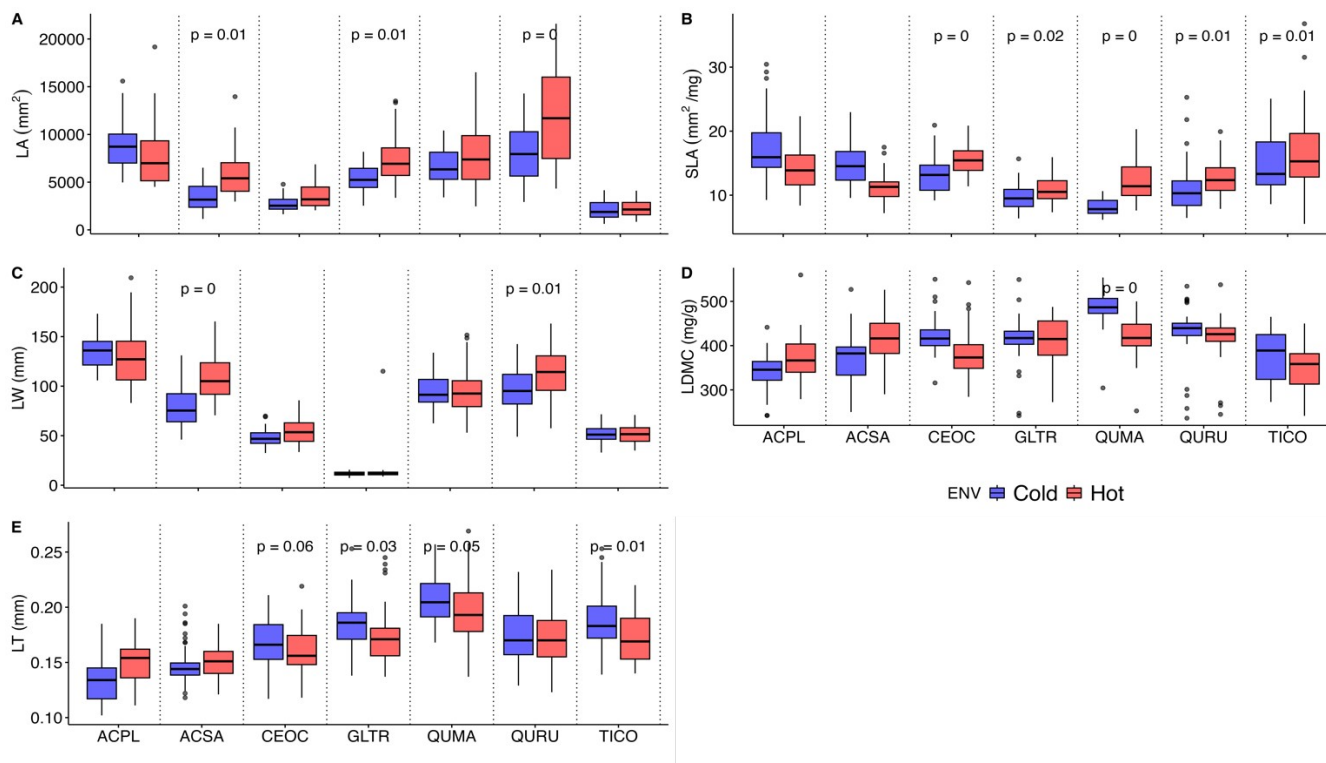 A
20000
15000
10000
5000
0
LA (mm²)
p = 0.01
p = 0.01
p = 0
B
30
20
10
SLA (mm² /mg)
p = 0
p = 0.02
p = 0
p = 0.01
p = 0.01
C
200
150
100
50
0
LW (mm)
p = 0
p = 0.01
D
500
400
300
LDMC (mg/g)
p = 0
ACPL ACSA CEOC GLTR QUMA QURU TICO
ENV Cold Hot
E
0.25
0.20
0.15
0.10
LT (mm)
p = 0.06
p = 0.03
p = 0.05
p = 0.01
ACPL ACSA CEOC GLTR QUMA QURU TICO